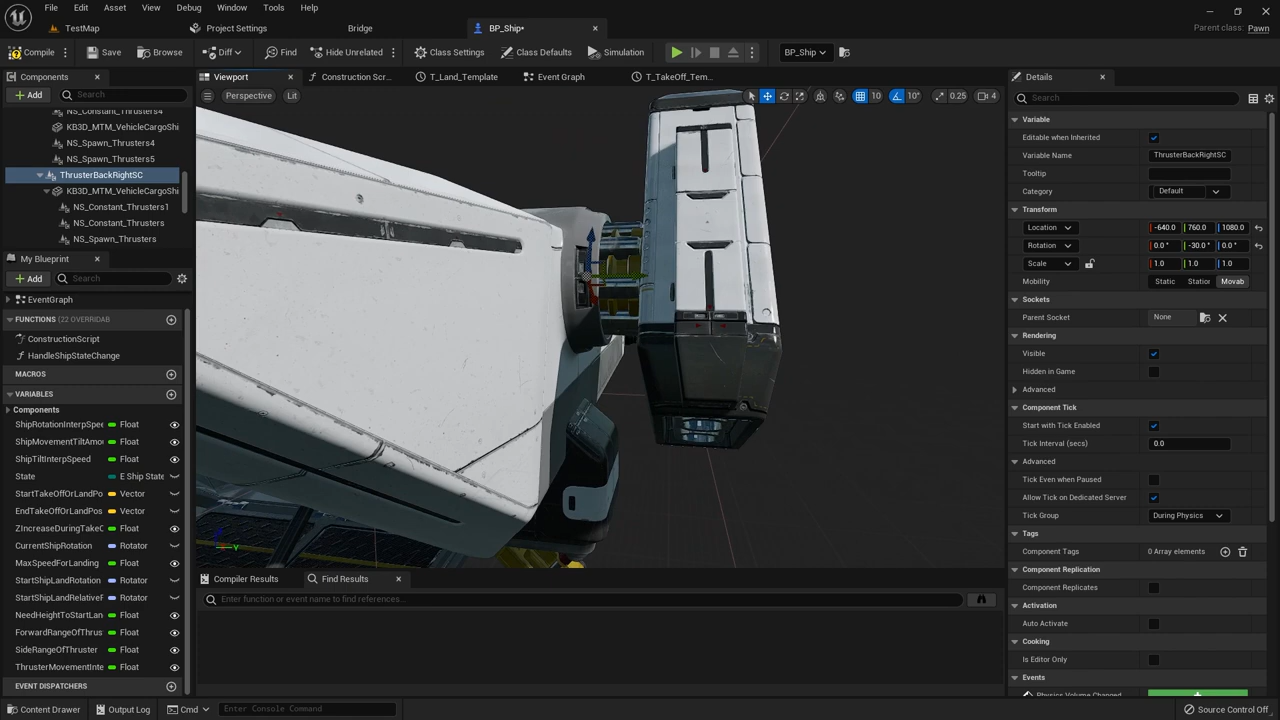 File Edit Asset View Debug Window Tools Help
TestMap
Project Settings
Bridge
BP_Ship*
Parent class: Pawn
Compile
Save
Browse
Diff
Find
Hide Unrelated
Class Settings
Class Defaults
Simulation
BP_Ship
Components
Viewport
Construction Scr...
T_Land_Template
Event Graph
T_TakeOff_Tem...
Details
Add
Search
Perspective
Lit
10
10°
0.25
4
Search
NS_Constant_Thrusters4
KB3D_MTM_VehicleCargoShi
NS_Spawn_Thrusters4
NS_Spawn_Thrusters5
ThrusterBackRightSC
KB3D_MTM_VehicleCargoShi
NS_Constant_Thrusters1
NS_Constant_Thrusters
NS_Spawn_Thrusters
My Blueprint
Add
Search
EventGraph
FUNCTIONS (22 OVERRIDAB
ConstructionScript
HandleShipStateChange
MACROS
VARIABLES
Components
ShipRotationInterpSpee Float
ShipMovementTiltAmou Float
ShipTiltInterpSpeed Float
State E Ship State
StartTakeOffOrLandPo Vector
EndTakeOffOrLandPos Vector
ZIncreaseDuringTakeO Float
CurrentShipRotation Rotator
MaxSpeedForLanding Float
StartShipLandRotation Rotator
StartShipLandRelativeR Rotator
NeedHeightToStartLan Float
ForwardRangeOfThrus Float
SideRangeOfThruster Float
ThrusterMovementInte Float
EVENT DISPATCHERS
Compiler Results
Find Results
Enter function or event name to find references...
Variable
Editable when Inherited
Variable Name ThrusterBackRightSC
Tooltip
Category Default
Transform
Location -640.0 760.0 1080.0
Rotation 0.0 ° -30.0 ° 0.0 °
Scale 1.0 1.0 1.0
Mobility Static Station Movab
Sockets
Parent Socket None
Rendering
Visible
Hidden in Game
Advanced
Component Tick
Start with Tick Enabled
Tick Interval (secs) 0.0
Advanced
Tick Even when Paused
Allow Tick on Dedicated Server
Tick Group During Physics
Tags
Component Tags 0 Array elements
Component Replication
Component Replicates
Activation
Auto Activate
Cooking
Is Editor Only
Events
Physics Volume Changed
Content Drawer
Output Log
Cmd
Enter Console Command
Source Control Off